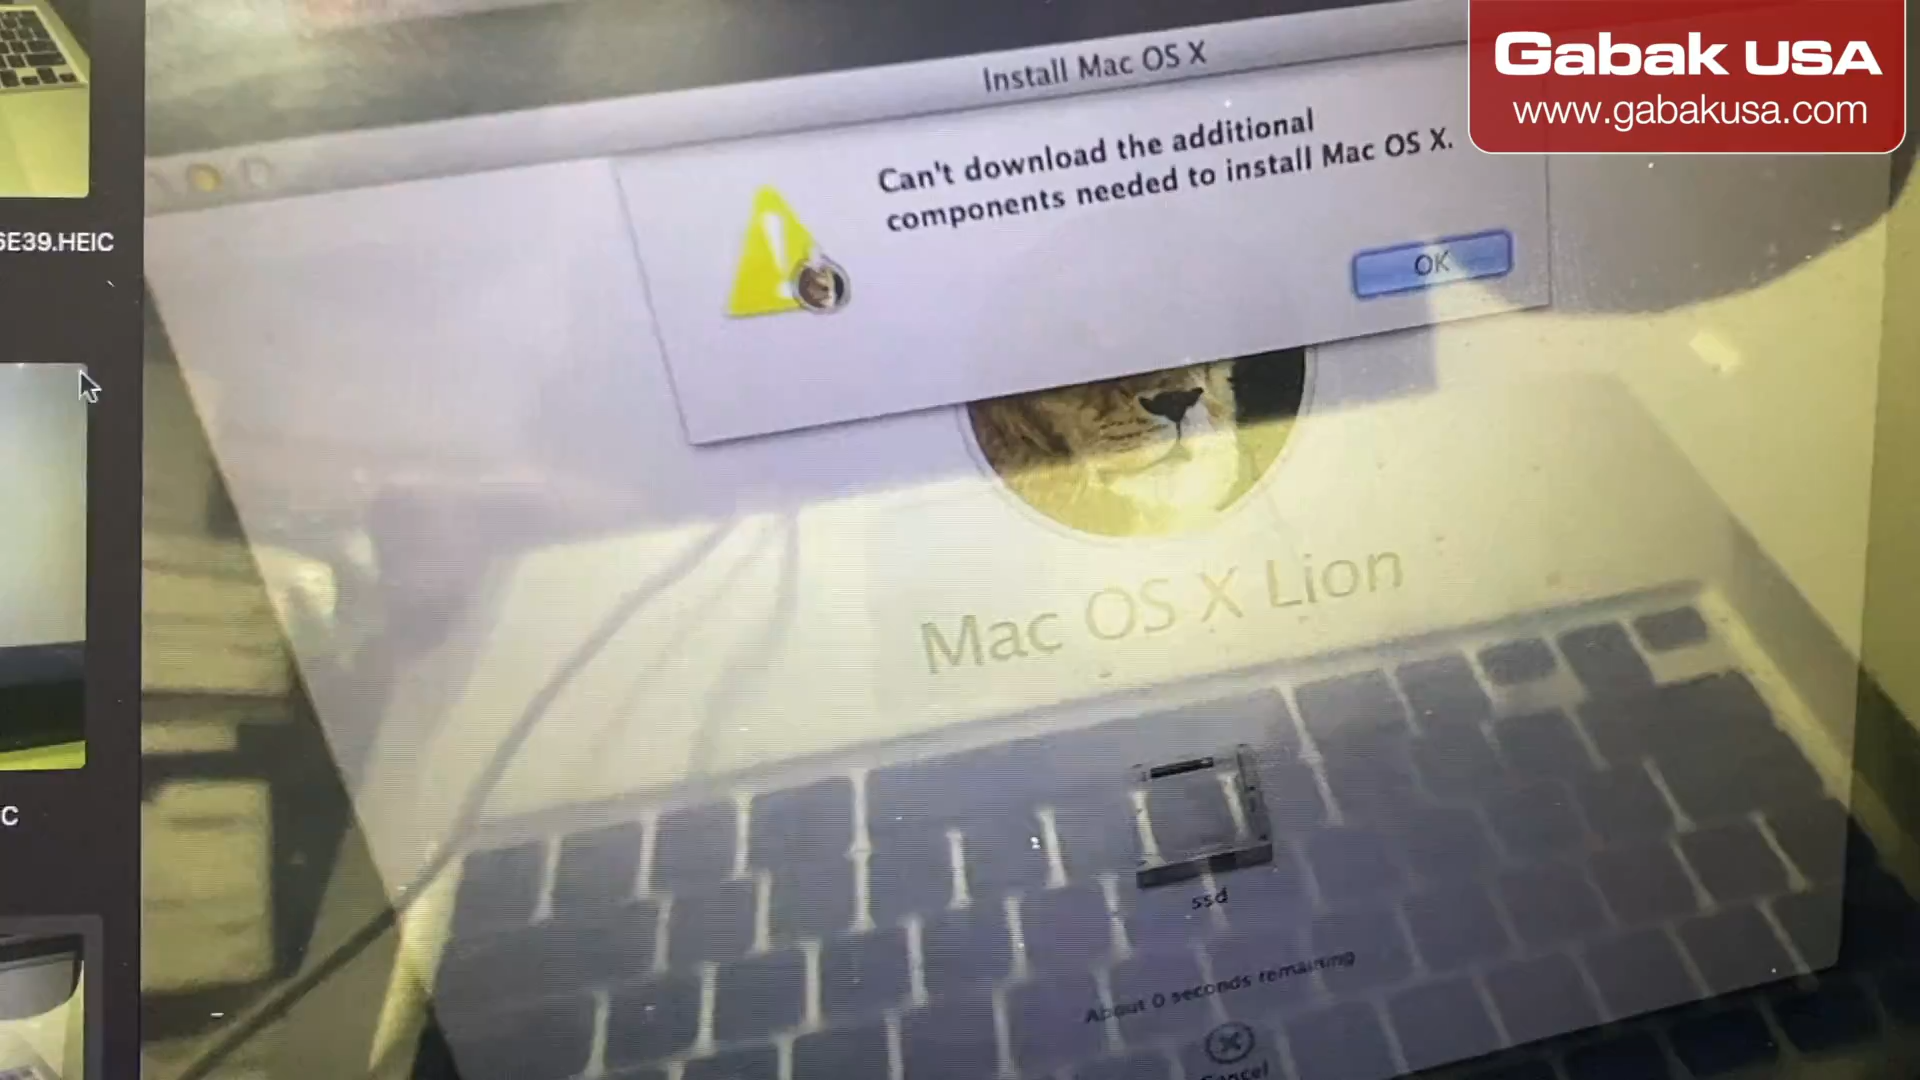 Gabak USA
www.gabakusa.com
Install Mac OS X
Can't download the additional
components needed to install Mac OS X.
OK
6E39.HEIC
Mac OS X Lion
C
ssd
About 0 seconds remaining
Cancel